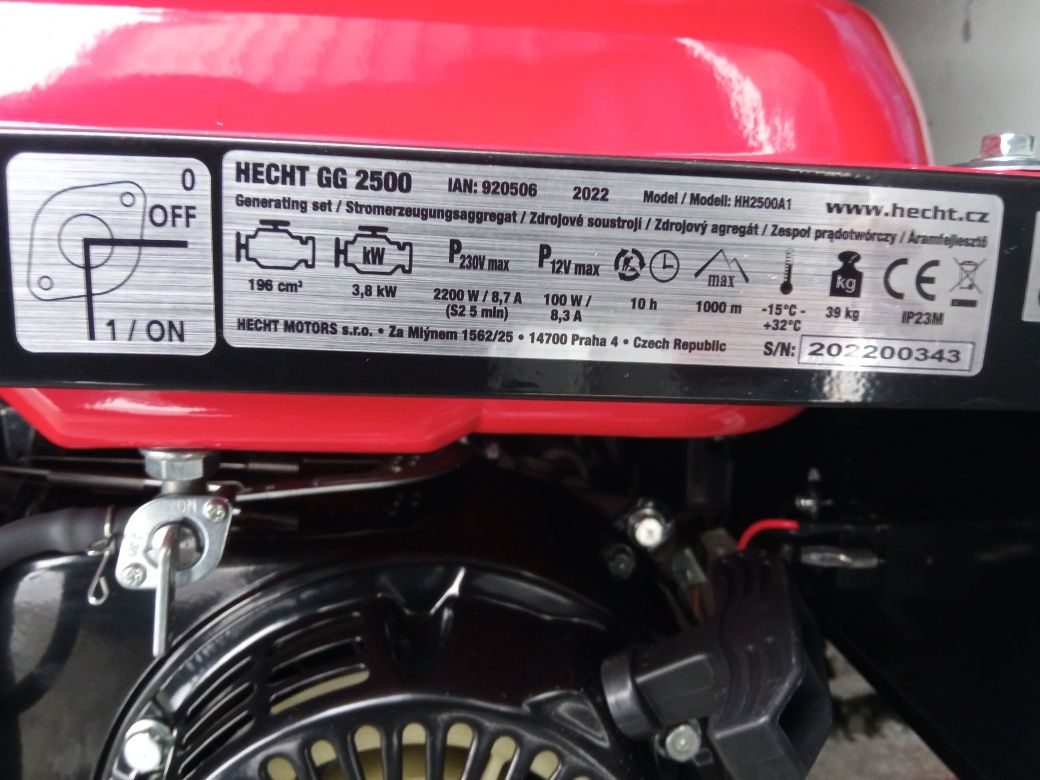 0
OFF
1 / ON
HECHT GG 2500 IAN: 920506 2022 Model / Modell: HH2500A1 www.hecht.cz
Generating set / Stromerzeugungsaggregat / Zdrojové soustrojí / Zdrojový agregát / Zespoł prądotwórczy / Áramfejlesztő
kW P230V max P12V max max kg CE
196 cm³ 3,8 kW 2200 W / 8,7 A 100 W / 10 h 1000 m -15°C - 39 kg IP23M
(S2 5 min) 8,3 A +32°C
HECHT MOTORS s.r.o. • Za Mlýnem 1562/25 • 14700 Praha 4 • Czech Republic S/N: 202200343
ON